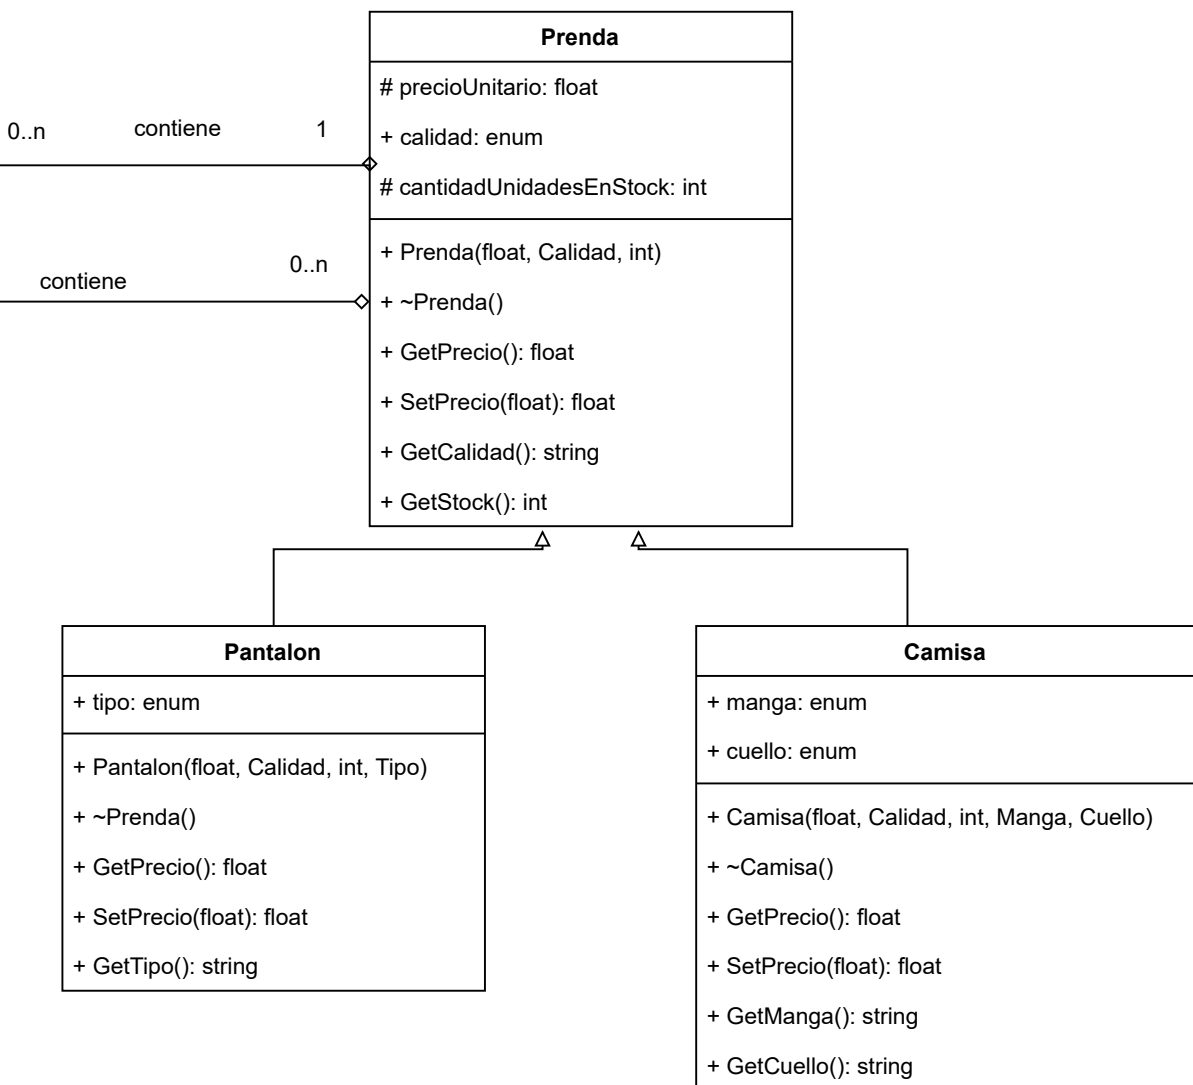 Prenda
# precioUnitario: float
0..n contiene 1
+ calidad: enum
# cantidadUnidadesEnStock: int
+ Prenda(float, Calidad, int)
contiene 0..n
+ ~Prenda()
+ GetPrecio(): float
+ SetPrecio(float): float
+ GetCalidad(): string
+ GetStock(): int
Pantalon
+ tipo: enum
+ Pantalon(float, Calidad, int, Tipo)
+ ~Prenda()
+ GetPrecio(): float
+ SetPrecio(float): float
+ GetTipo(): string
Camisa
+ manga: enum
+ cuello: enum
+ Camisa(float, Calidad, int, Manga, Cuello)
+ ~Camisa()
+ GetPrecio(): float
+ SetPrecio(float): float
+ GetManga(): string
+ GetCuello(): string